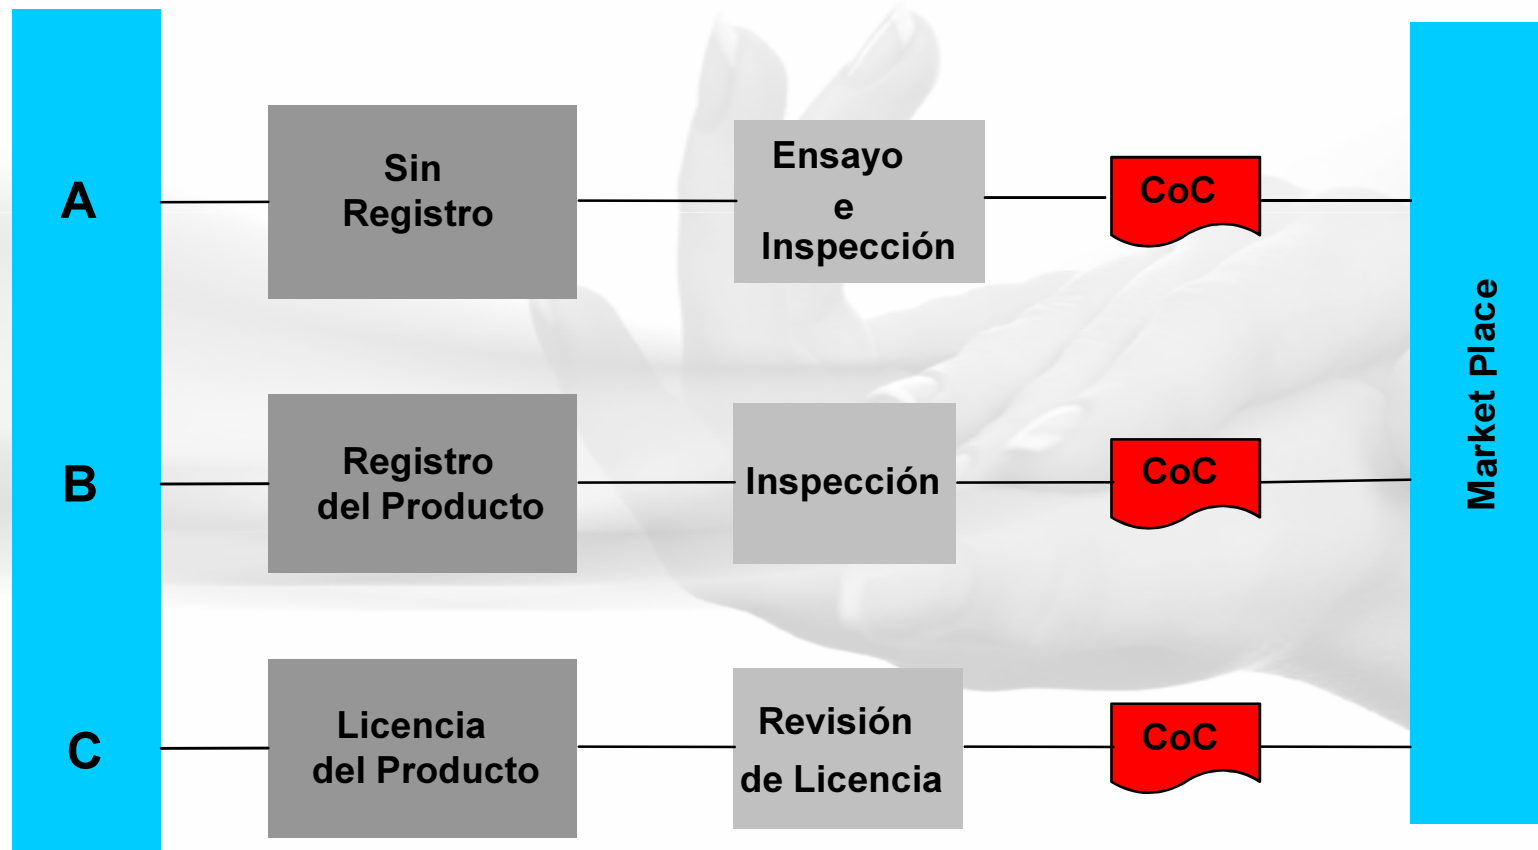 A
Sin
Registro
Ensayo
e
Inspección
CoC
B
Registro
del Producto
Inspección
CoC
C
Licencia
del Producto
Revisión
de Licencia
CoC
Market Place